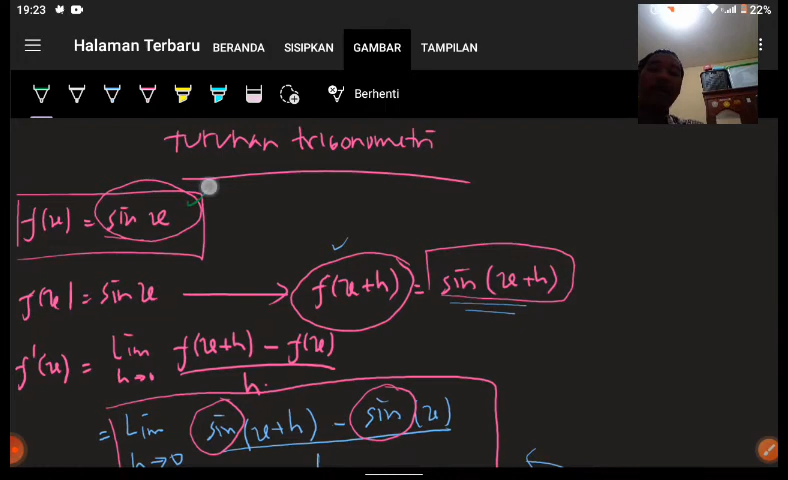 19:23 22%
Halaman Terbaru BERANDA SISIPKAN GAMBAR TAMPILAN
Berhenti
turunan trigonometri
f(x) = sin x
f(x) = sin x → f(x+h) = sin (x+h)
f'(x) = Lim h→0 f(x+h) - f(x) / h.
= Lim h→0 sin (x+h) - sin (x)